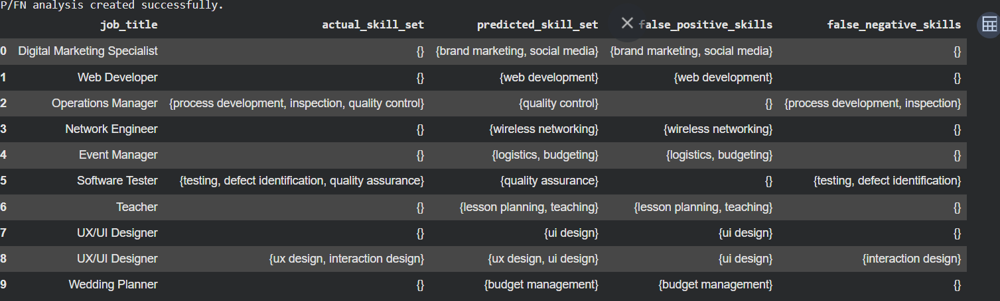 P/FN analysis created successfully.
job_title actual_skill_set predicted_skill_set false_positive_skills false_negative_skills
0 Digital Marketing Specialist {} {brand marketing, social media} {brand marketing, social media} {}
1 Web Developer {} {web development} {web development} {}
2 Operations Manager {process development, inspection, quality control} {quality control} {} {process development, inspection}
3 Network Engineer {} {wireless networking} {wireless networking} {}
4 Event Manager {} {logistics, budgeting} {logistics, budgeting} {}
5 Software Tester {testing, defect identification, quality assurance} {quality assurance} {} {testing, defect identification}
6 Teacher {} {lesson planning, teaching} {lesson planning, teaching} {}
7 UX/UI Designer {} {ui design} {ui design} {}
8 UX/UI Designer {ux design, interaction design} {ux design, ui design} {ui design} {interaction design}
9 Wedding Planner {} {budget management} {budget management} {}